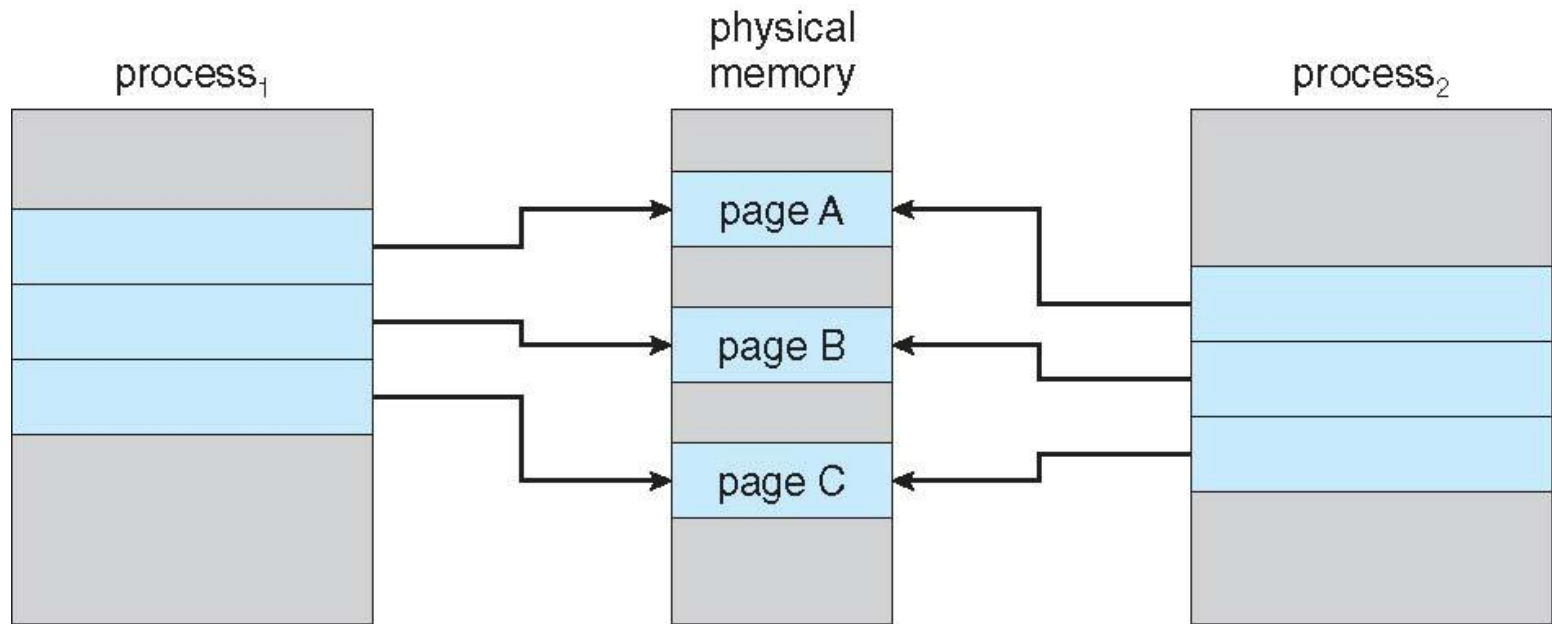 process₁
physical
memory
process₂
page A
page B
page C